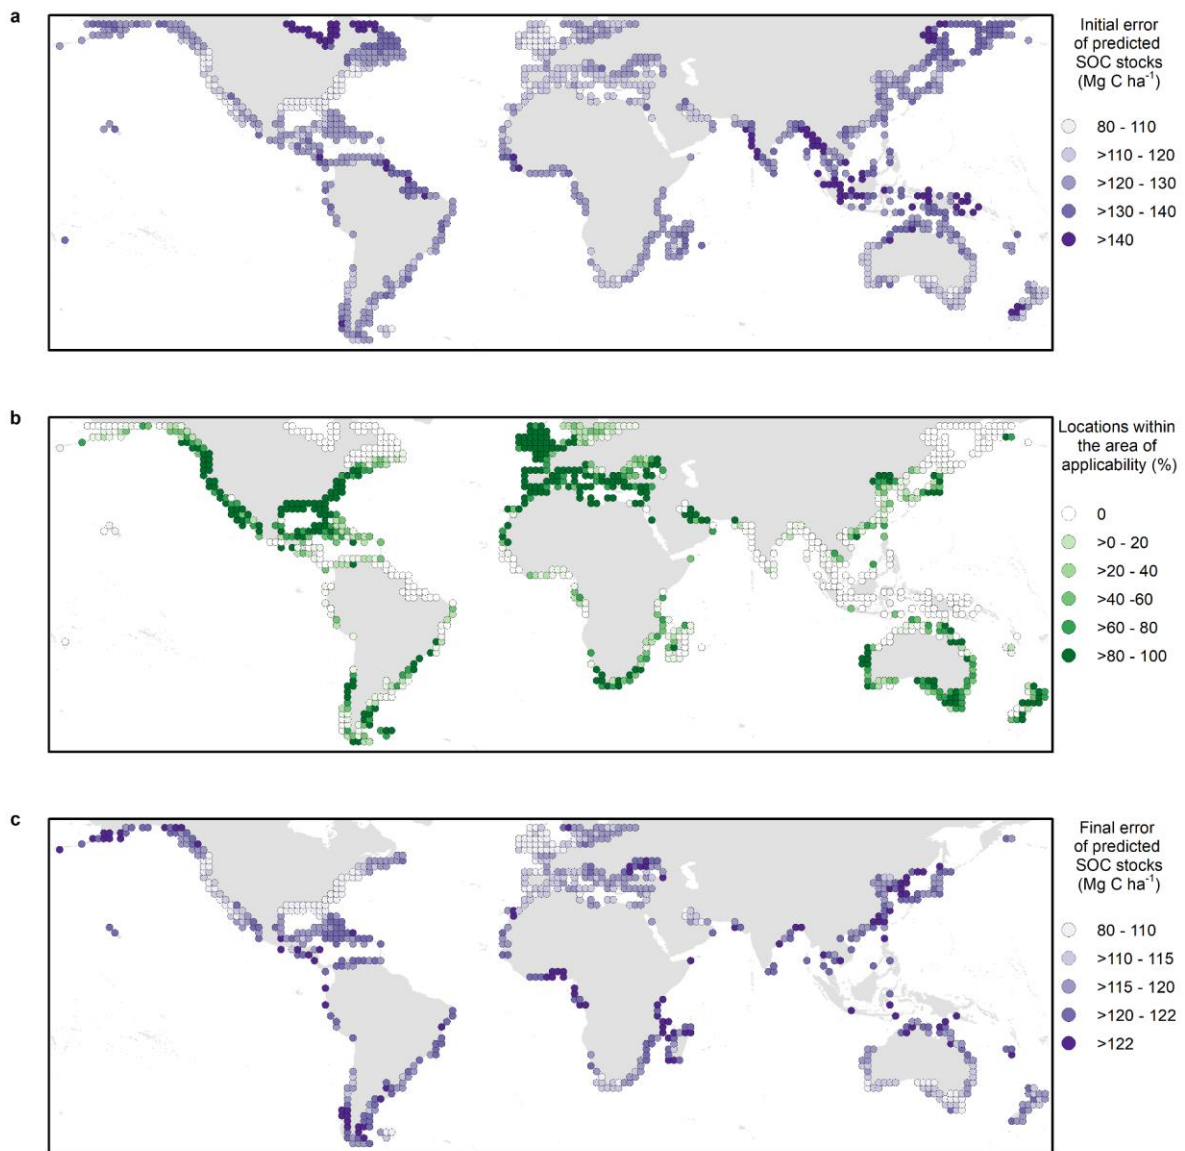 a
Initial error
of predicted
SOC stocks
(Mg C ha⁻¹)
80 - 110
>110 - 120
>120 - 130
>130 - 140
>140
b
Locations within
the area of
applicability (%)
0
>0 - 20
>20 - 40
>40 -60
>60 - 80
>80 - 100
c
Final error
of predicted
SOC stocks
(Mg C ha⁻¹)
80 - 110
>110 - 115
>115 - 120
>120 - 122
>122